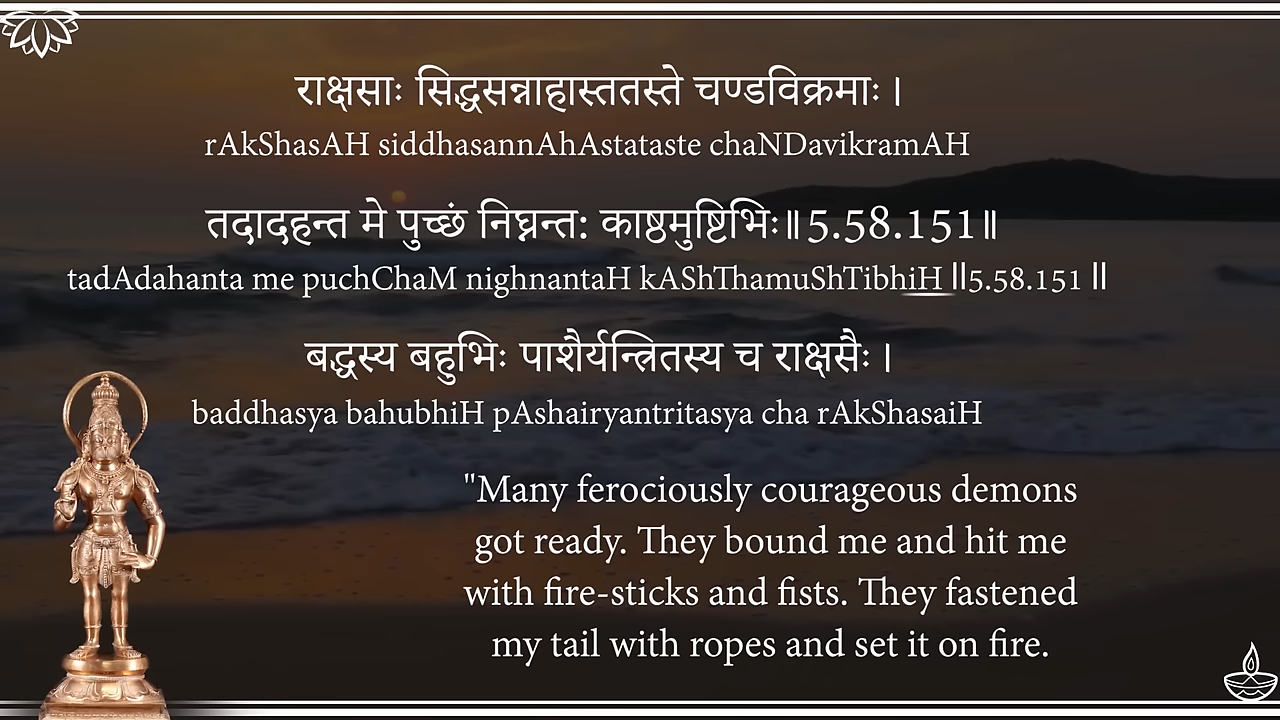 राक्षसाः सिद्धसन्नाहास्ततस्ते चण्डविक्रमाः ।
rAkShasAH siddhasannAhAstataste chaNDavikramAH
तदादहन्त मे पुच्छं निघ्नन्त: काष्ठमुष्टिभिः॥5.58.151॥
tadAdahanta me puchChaM nighnantaH kAShThamuShTibhiH ॥5.58.151 ॥
बद्धस्य बहुभिः पाशैर्यन्त्रितस्य च राक्षसैः ।
baddhasya bahubhiH pAshairyantritasya cha rAkShasaiH
"Many ferociously courageous demons
got ready. They bound me and hit me
with fire-sticks and fists. They fastened
my tail with ropes and set it on fire.